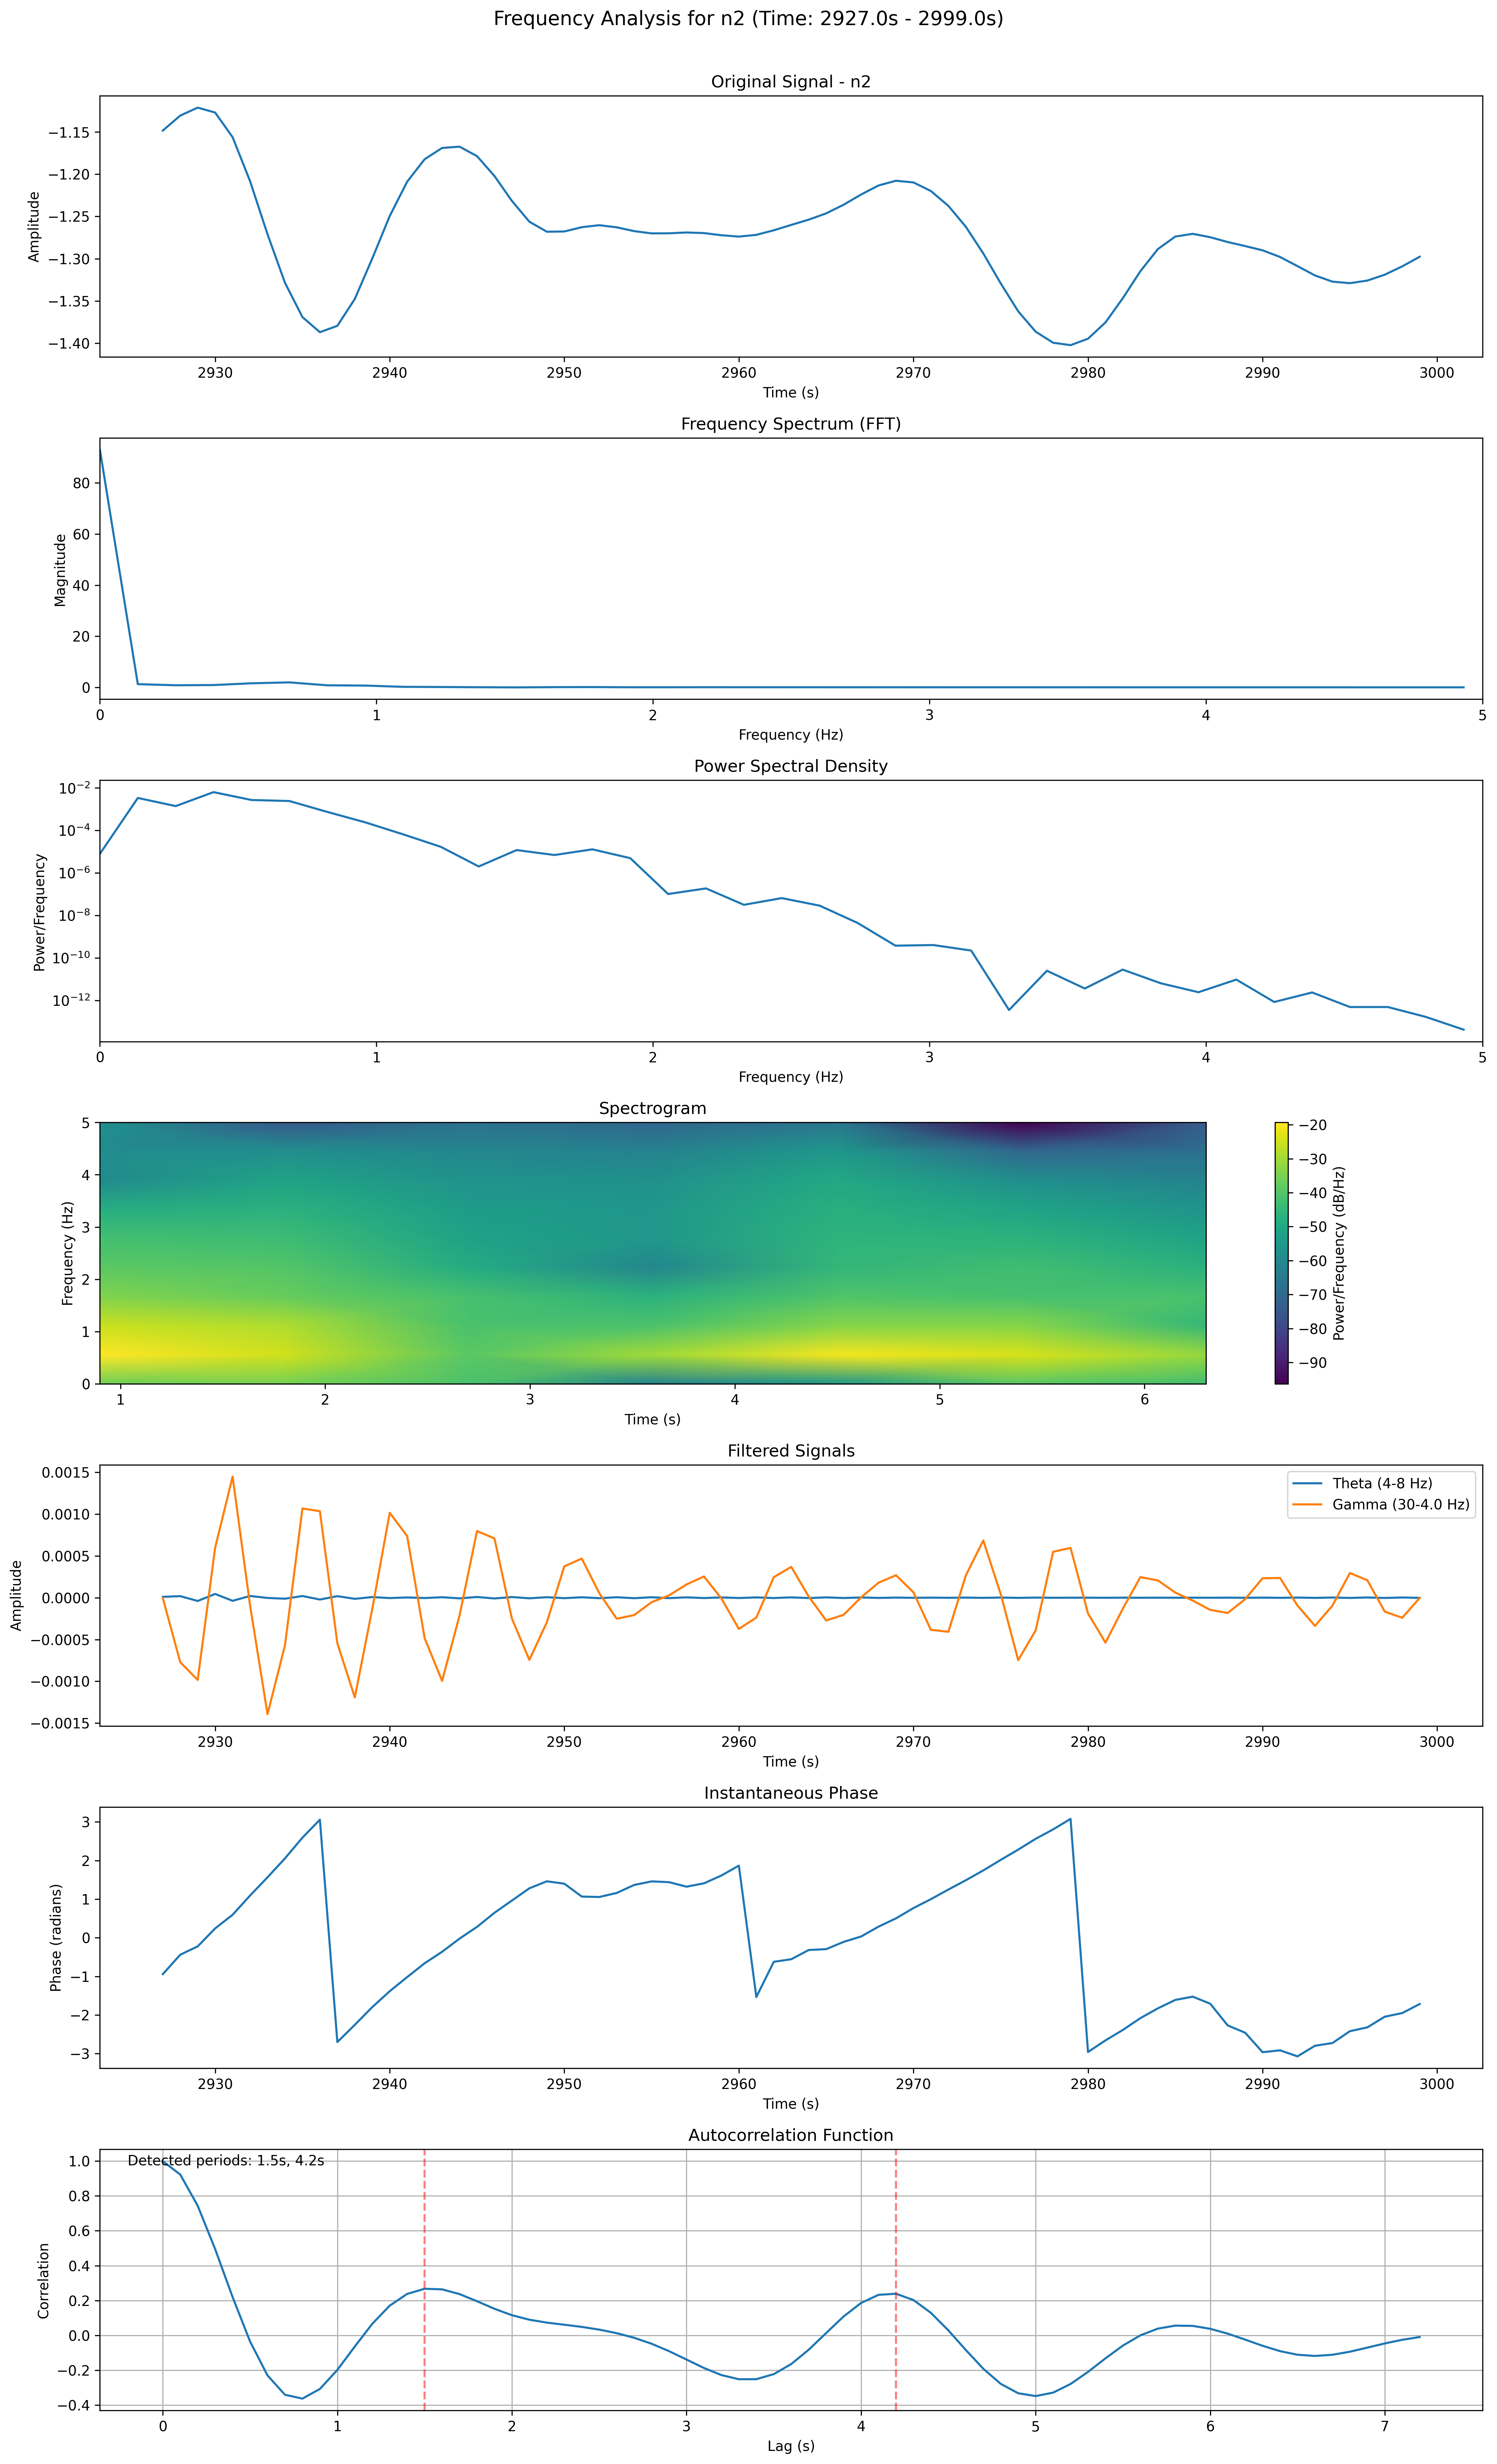 Frequency Analysis for n2 (Time: 2927.0s - 2999.0s)
Original Signal - n2
Amplitude
−1.15
−1.20
−1.25
−1.30
−1.35
−1.40
2930 2940 2950 2960 2970 2980 2990 3000
Time (s)
Frequency Spectrum (FFT)
Magnitude
80
60
40
20
0
0 1 2 3 4 5
Frequency (Hz)
Power Spectral Density
Power/Frequency
10⁻²
10⁻⁴
10⁻⁶
10⁻⁸
10⁻¹⁰
10⁻¹²
0 1 2 3 4 5
Frequency (Hz)
Spectrogram
Frequency (Hz)
5
4
3
2
1
0
1 2 3 4 5 6
Time (s)
−20
−30
−40
−50
−60
−70
−80
−90
Power/Frequency (dB/Hz)
Filtered Signals
Amplitude
0.0015
0.0010
0.0005
0.0000
−0.0005
−0.0010
−0.0015
Theta (4-8 Hz)
Gamma (30-4.0 Hz)
2930 2940 2950 2960 2970 2980 2990 3000
Time (s)
Instantaneous Phase
Phase (radians)
3
2
1
0
−1
−2
−3
2930 2940 2950 2960 2970 2980 2990 3000
Time (s)
Autocorrelation Function
Detected periods: 1.5s, 4.2s
Correlation
1.0
0.8
0.6
0.4
0.2
0.0
−0.2
−0.4
0 1 2 3 4 5 6 7
Lag (s)